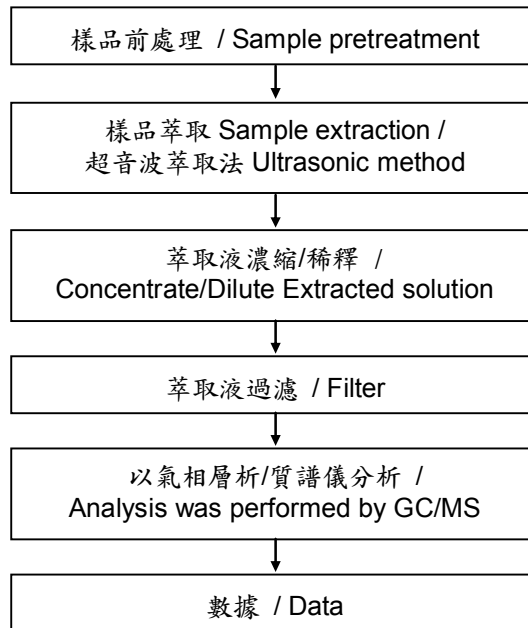 樣品前處理 / Sample pretreatment
樣品萃取 Sample extraction /
超音波萃取法 Ultrasonic method
萃取液濃縮/稀釋 /
Concentrate/Dilute Extracted solution
萃取液過濾 / Filter
以氣相層析/質譜儀分析 /
Analysis was performed by GC/MS
數據 / Data